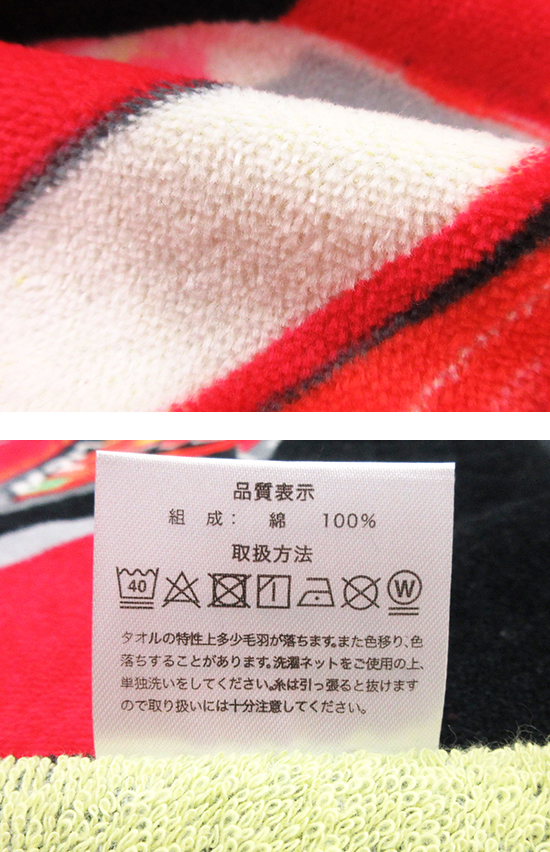 品質表示
組成: 綿 100%
取扱方法
40 W
タオルの特性上多少毛羽が落ちます。また色移り、色
落ちすることがあります。洗濯ネットをご使用の上、
単独洗いをしてください。糸は引っ張ると抜けます
ので取り扱いには十分注意してください。